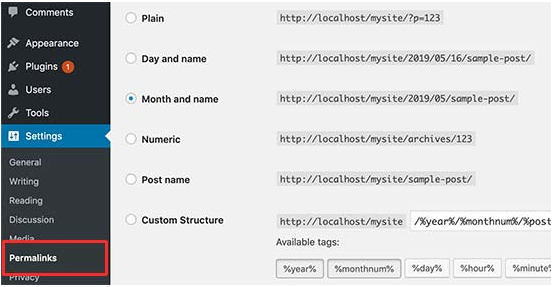 Comments
Appearance
Plugins 1
Users
Tools
Settings
General
Writing
Reading
Discussion
Media
Permalinks
Privacy
Plain http://localhost/mysite/?p=123
Day and name http://localhost/mysite/2019/05/16/sample-post/
Month and name http://localhost/mysite/2019/05/sample-post/
Numeric http://localhost/mysite/archives/123
Post name http://localhost/mysite/sample-post/
Custom Structure http://localhost/mysite /%year%/%monthnum%/%post
Available tags:
%year% %monthnum% %day% %hour% %minute%